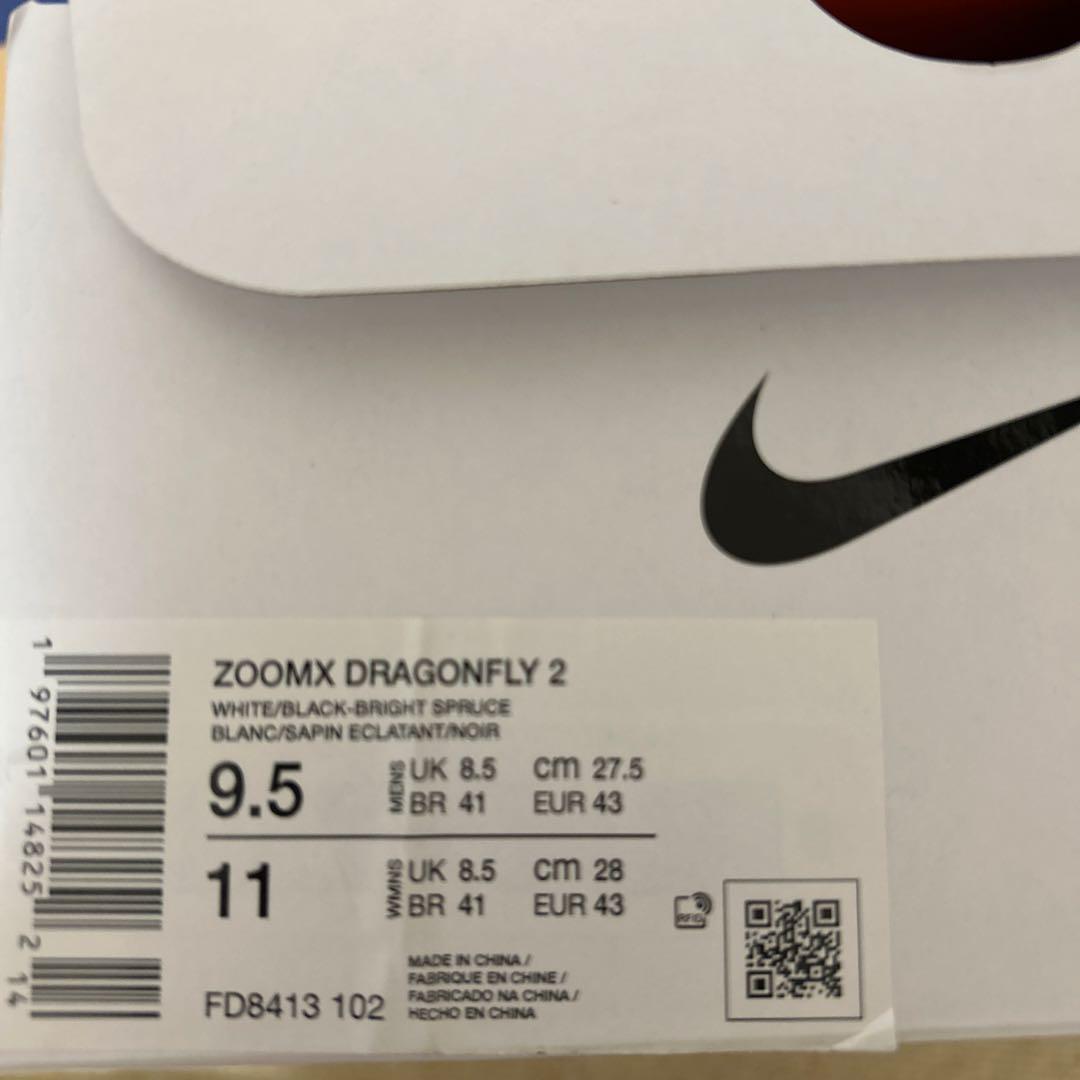 ZOOMX DRAGONFLY 2
WHITE/BLACK-BRIGHT SPRUCE
BLANC/SAPIN ECLATANT/NOIR
9.5 MENS UK 8.5 cm 27.5
BR 41 EUR 43
11 WMNS UK 8.5 cm 28
BR 41 EUR 43
RFID
MADE IN CHINA /
FABRIQUE EN CHINE /
FABRICADO NA CHINA /
HECHO EN CHINA
FD8413 102
1 97601 14825 2 14